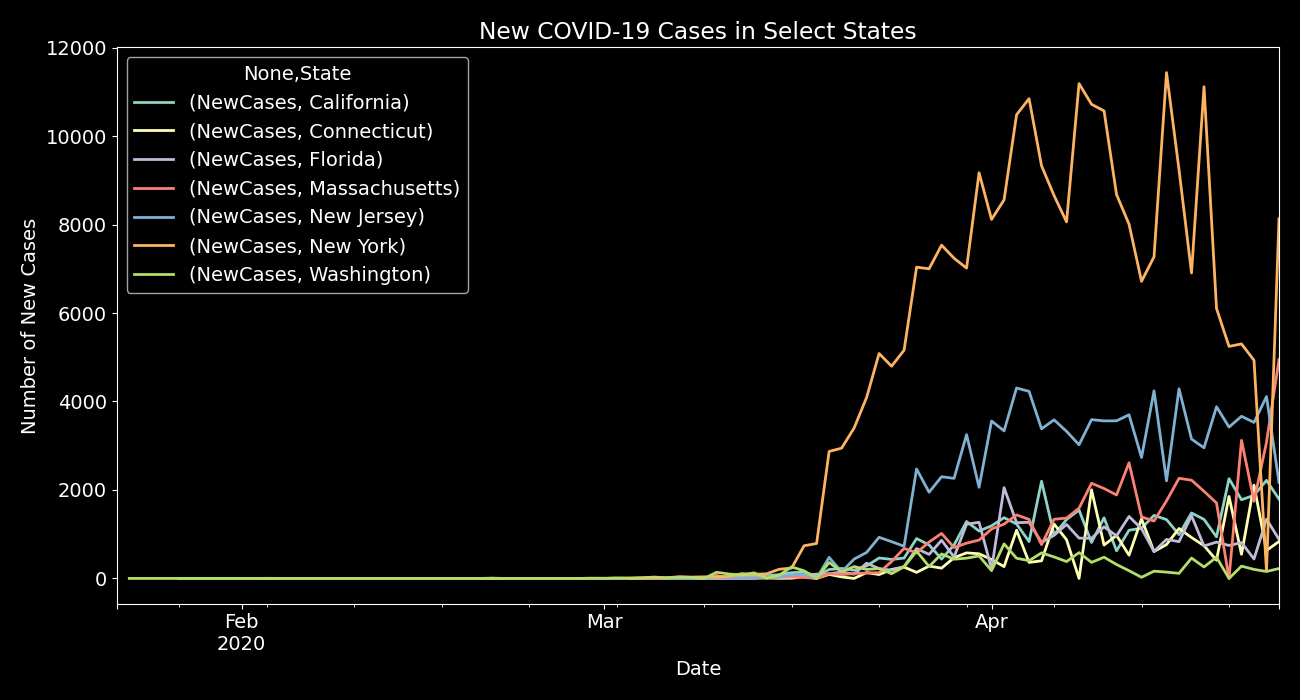 New COVID-19 Cases in Select States
12000
10000
8000
6000
4000
2000
0
Number of New Cases
None,State
(NewCases, California)
(NewCases, Connecticut)
(NewCases, Florida)
(NewCases, Massachusetts)
(NewCases, New Jersey)
(NewCases, New York)
(NewCases, Washington)
Feb
2020
Mar
Apr
Date